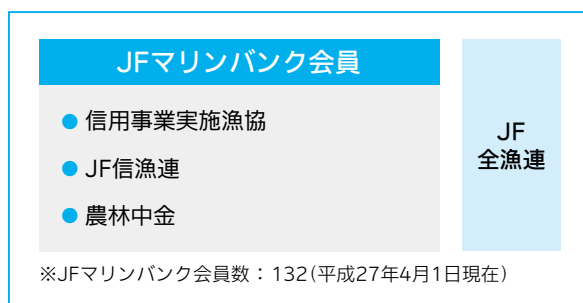 JFマリンバンク会員
● 信用事業実施漁協
● JF信漁連
● 農林中金
JF
全漁連
※JFマリンバンク会員数：132（平成27年4月1日現在）